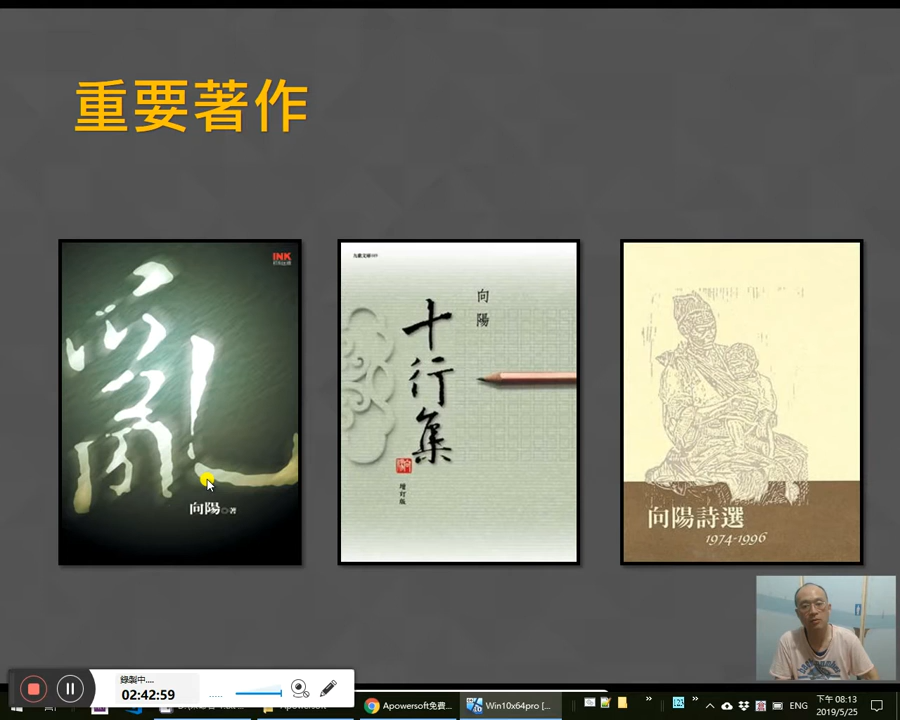 重要著作
INK
亂
向陽◎著
向陽
十行集
增訂版
向陽詩選
1974-1996
錄製中....
02:42:59
Apowersoft免費...
Win10x64pro [...
ENG
下午 08:13
2019/5/25